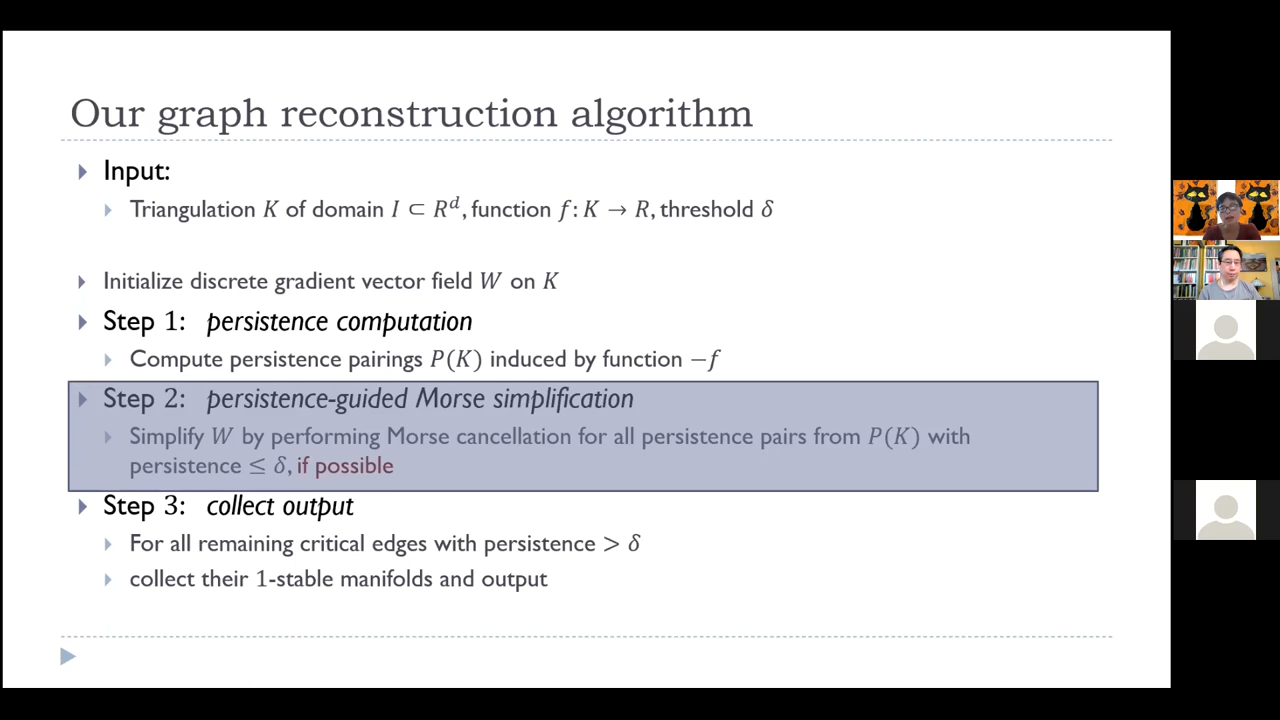 Our graph reconstruction algorithm
Input:
Triangulation K of domain I ⊂ R^d, function f: K → R, threshold δ
Initialize discrete gradient vector field W on K
Step 1: persistence computation
Compute persistence pairings P(K) induced by function −f
Step 2: persistence-guided Morse simplification
Simplify W by performing Morse cancellation for all persistence pairs from P(K) with
persistence ≤ δ, if possible
Step 3: collect output
For all remaining critical edges with persistence > δ
collect their 1-stable manifolds and output